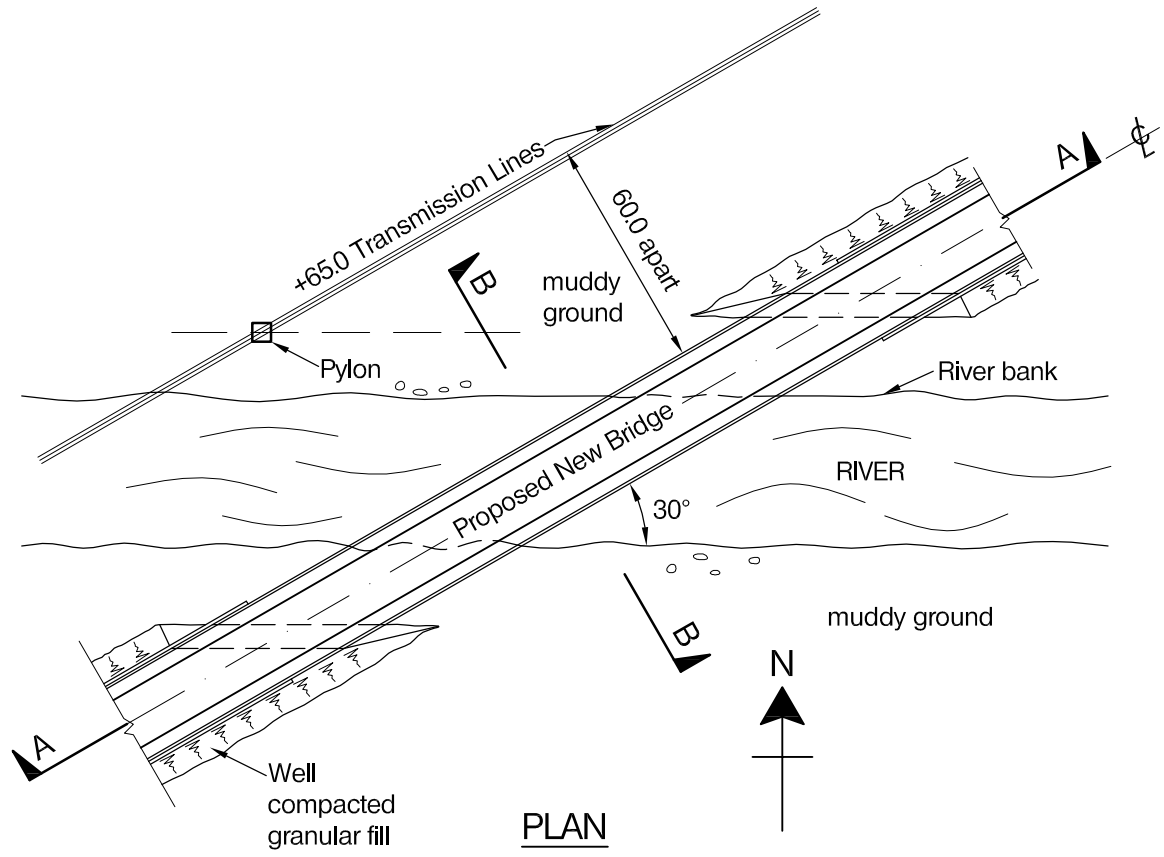 +65.0 Transmission Lines
60.0 apart
A
℄
B
muddy
ground
Pylon
River bank
Proposed New Bridge
RIVER
30°
B
muddy ground
N
A
Well
compacted
granular fill
PLAN